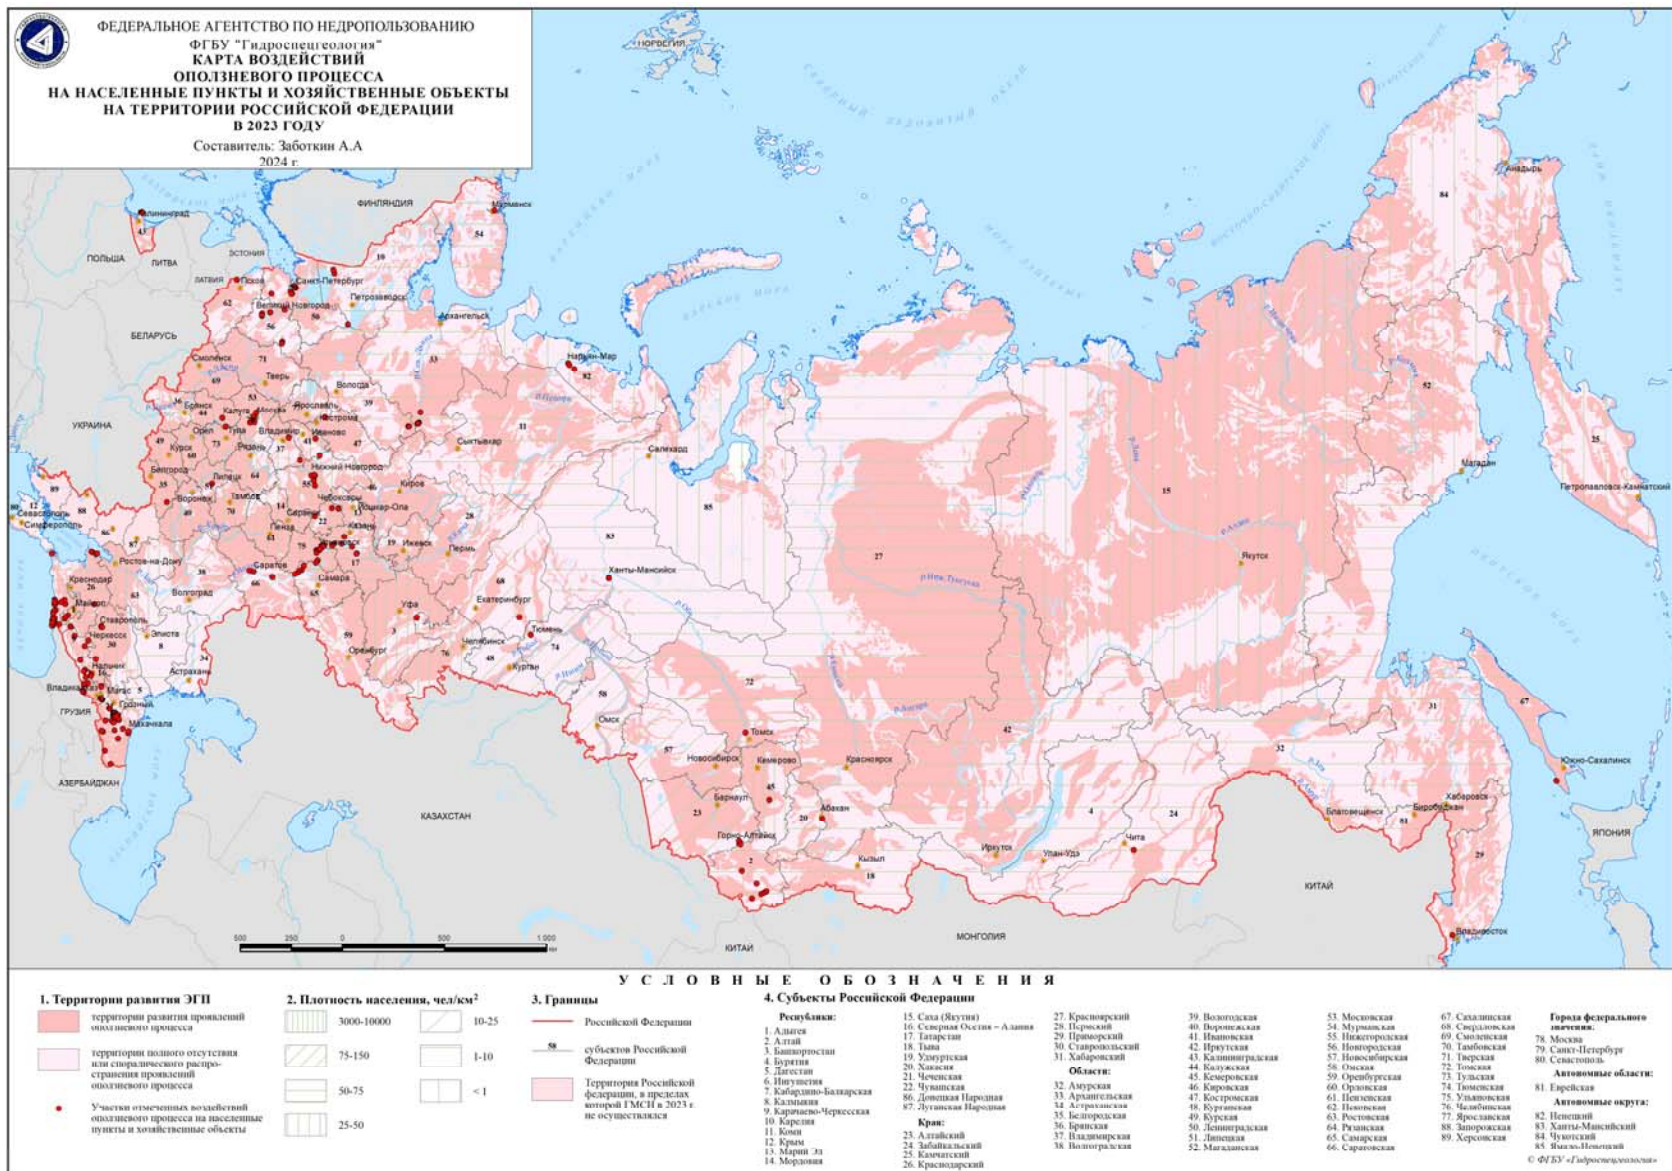 ФЕДЕРАЛЬНОЕ АГЕНТСТВО ПО НЕДРОПОЛЬЗОВАНИЮ
ФГБУ "Гидроспецгеология"
КАРТА ВОЗДЕЙСТВИЙ
ОПОЛЗНЕВОГО ПРОЦЕССА
НА НАСЕЛЕННЫЕ ПУНКТЫ И ХОЗЯЙСТВЕННЫЕ ОБЪЕКТЫ
НА ТЕРРИТОРИИ РОССИЙСКОЙ ФЕДЕРАЦИИ
В 2023 ГОДУ
Составитель: Заботкин А.А
2024 г.
НОРВЕГИЯ
ФИНЛЯНДИЯ
Мурманск
Анадырь
Калининград
ПОЛЬША
ЛИТВА
ЭСТОНИЯ
ЛАТВИЯ
Псков
Санкт-Петербург
Великий Новгород
Петрозаводск
Архангельск
БЕЛАРУСЬ
Смоленск
Тверь
Вологда
Нарьян-Мар
УКРАИНА
Брянск
Калуга
Москва
Ярославль
Кострома
Орел
Тула
Владимир
Иваново
Курск
Рязань
Сыктывкар
Салехард
Магадан
Белгород
Липецк
Нижний Новгород
Воронеж
Тамбов
Чебоксары
Киров
Йошкар-Ола
Петропавловск-Камчатский
Севастополь
Симферополь
Пенза
Казань
Ижевск
Пермь
Ростов-на-Дону
Саратов
Самара
Ханты-Мансийск
Якутск
Краснодар
Волгоград
Уфа
Екатеринбург
Тюмень
Майкоп
Ставрополь
Черкесск
Элиста
Оренбург
Челябинск
Курган
Нальчик
Астрахань
Владикавказ
Магас
Грозный
ГРУЗИЯ
Махачкала
АЗЕРБАЙДЖАН
КАЗАХСТАН
Омск
Томск
Новосибирск
Кемерово
Красноярск
Барнаул
Абакан
Горно-Алтайск
Кызыл
Иркутск
Улан-Удэ
Чита
Благовещенск
Биробиджан
Хабаровск
Южно-Сахалинск
ЯПОНИЯ
Владивосток
КИТАЙ
МОНГОЛИЯ
КИТАЙ
500 250 0 500 1 000
км
УСЛОВНЫЕ ОБОЗНАЧЕНИЯ
1. Территории развития ЭГП
территории развития проявлений
оползневого процесса
территории полного отсутствия
или спорадического распро-
странения проявлений
оползневого процесса
Участки отмеченных воздействий
оползневого процесса на населенные
пункты и хозяйственные объекты
2. Плотность населения, чел/км²
3000-10000
75-150
50-75
25-50
10-25
1-10
< 1
3. Границы
Российской Федерации
58
субъектов Российской
Федерации
Территория Российской
федерации, в пределах
которой ГМСН в 2023 г.
не осуществлялся
4. Субъекты Российской Федерации
Республики:
1. Адыгея
2. Алтай
3. Башкортостан
4. Бурятия
5. Дагестан
6. Ингушетия
7. Кабардино-Балкарская
8. Калмыкия
9. Карачаево-Черкесская
10. Карелия
11. Коми
12. Крым
13. Марий Эл
14. Мордовия
15. Саха (Якутия)
16. Северная Осетия – Алания
17. Татарстан
18. Тыва
19. Удмуртская
20. Хакасия
21. Чеченская
22. Чувашская
86. Донецкая Народная
87. Луганская Народная
Края:
23. Алтайский
24. Забайкальский
25. Камчатский
26. Краснодарский
27. Красноярский
28. Пермский
29. Приморский
30. Ставропольский
31. Хабаровский
Области:
32. Амурская
33. Архангельская
34. Астраханская
35. Белгородская
36. Брянская
37. Владимирская
38. Волгоградская
39. Вологодская
40. Воронежская
41. Ивановская
42. Иркутская
43. Калининградская
44. Калужская
45. Кемеровская
46. Кировская
47. Костромская
48. Курганская
49. Курская
50. Ленинградская
51. Липецкая
52. Магаданская
53. Московская
54. Мурманская
55. Нижегородская
56. Новгородская
57. Новосибирская
58. Омская
59. Оренбургская
60. Орловская
61. Пензенская
62. Псковская
63. Ростовская
64. Рязанская
65. Самарская
66. Саратовская
67. Сахалинская
68. Свердловская
69. Смоленская
70. Тамбовская
71. Тверская
72. Томская
73. Тульская
74. Тюменская
75. Ульяновская
76. Челябинская
77. Ярославская
88. Запорожская
89. Херсонская
Города федерального
значения:
78. Москва
79. Санкт-Петербург
80. Севастополь
Автономные области:
81. Еврейская
Автономные округа:
82. Ненецкий
83. Ханты-Мансийский
84. Чукотский
85. Ямало-Ненецкий
© ФГБУ «Гидроспецгеология»